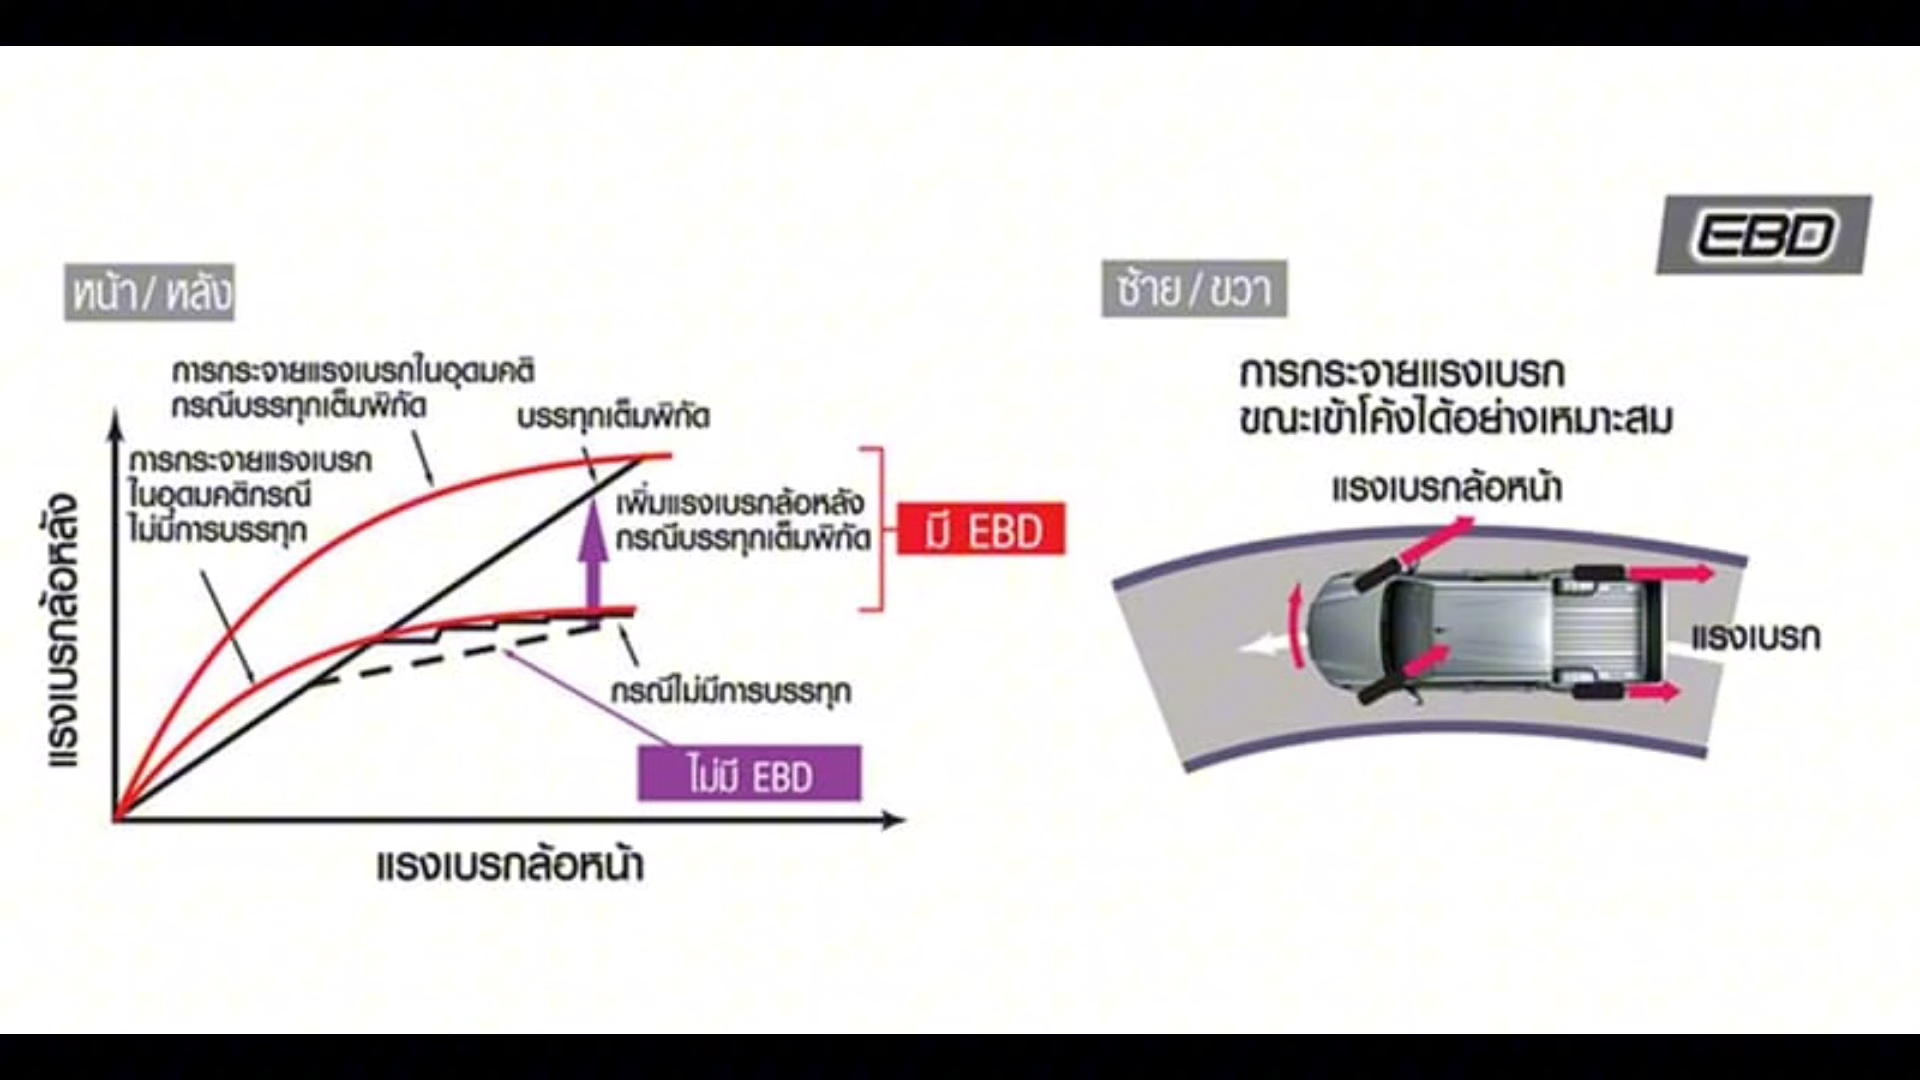 EBD
หน้า / หลัง
การกระจายแรงเบรกในอุดมคติ
กรณีบรรทุกเต็มพิกัด
บรรทุกเต็มพิกัด
การกระจายแรงเบรก
ในอุดมคติกรณี
ไม่มีการบรรทุก
เพิ่มแรงเบรกล้อหลัง
กรณีบรรทุกเต็มพิกัด
มี EBD
แรงเบรกล้อหลัง
กรณีไม่มีการบรรทุก
ไม่มี EBD
แรงเบรกล้อหน้า
ซ้าย / ขวา
การกระจายแรงเบรก
ขณะเข้าโค้งได้อย่างเหมาะสม
แรงเบรกล้อหน้า
แรงเบรก